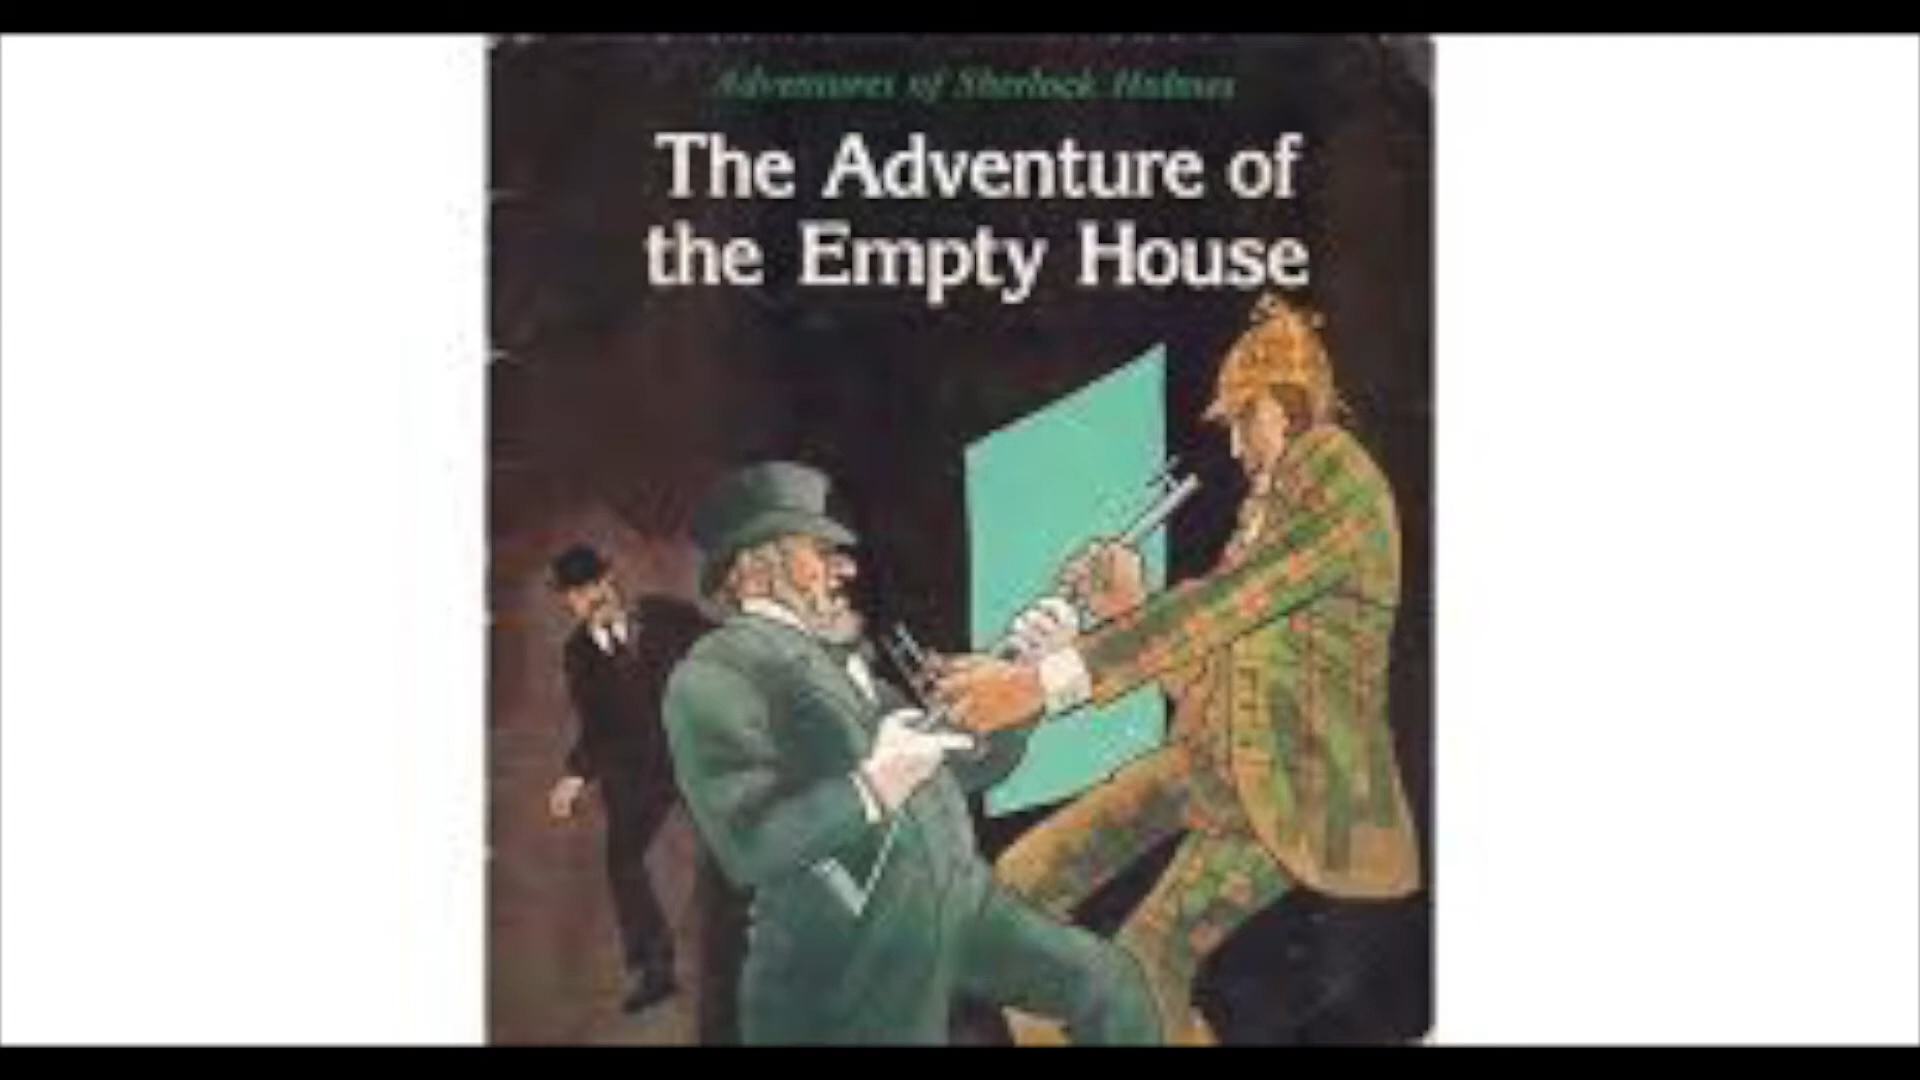 Adventures of Sherlock Holmes
The Adventure of
the Empty House